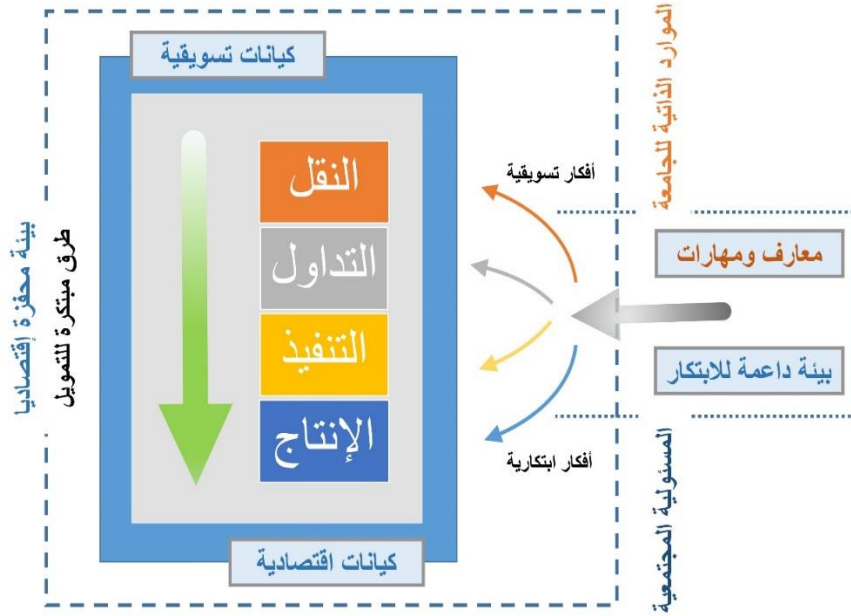 الموارد الذاتية للجامعة
معارف ومهارات
بيئة داعمة للابتكار
المسئولية المجتمعية
أفكار تسويقية
أفكار ابتكارية
كيانات تسويقية
النقل
التداول
التنفيذ
الإنتاج
كيانات اقتصادية
طرق مبتكرة للتمويل
بيئة محفزة إقتصاديا